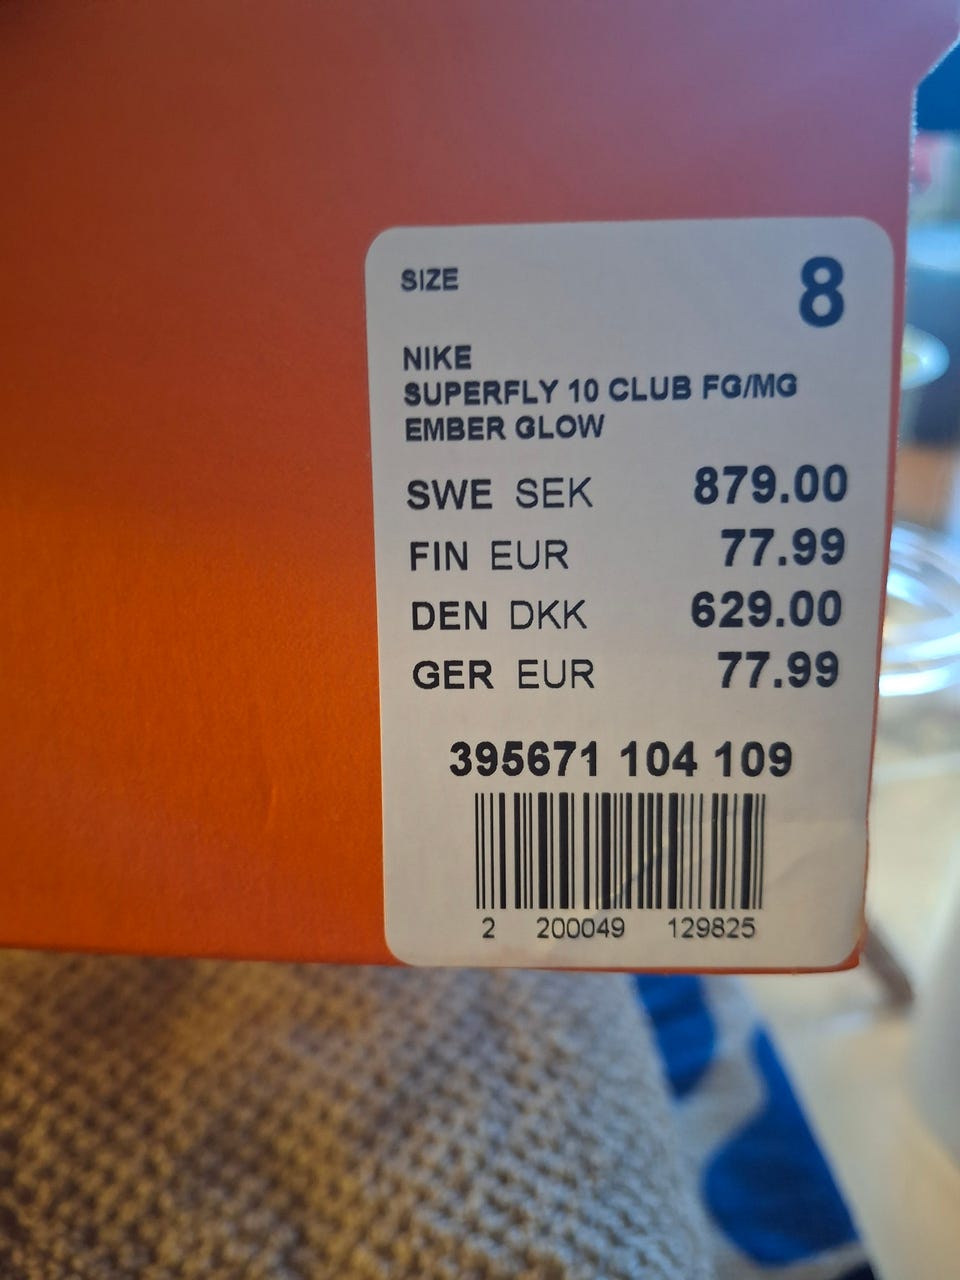 SIZE 8
NIKE
SUPERFLY 10 CLUB FG/MG
EMBER GLOW
SWE SEK 879.00
FIN EUR 77.99
DEN DKK 629.00
GER EUR 77.99
395671 104 109
2 200049 129825